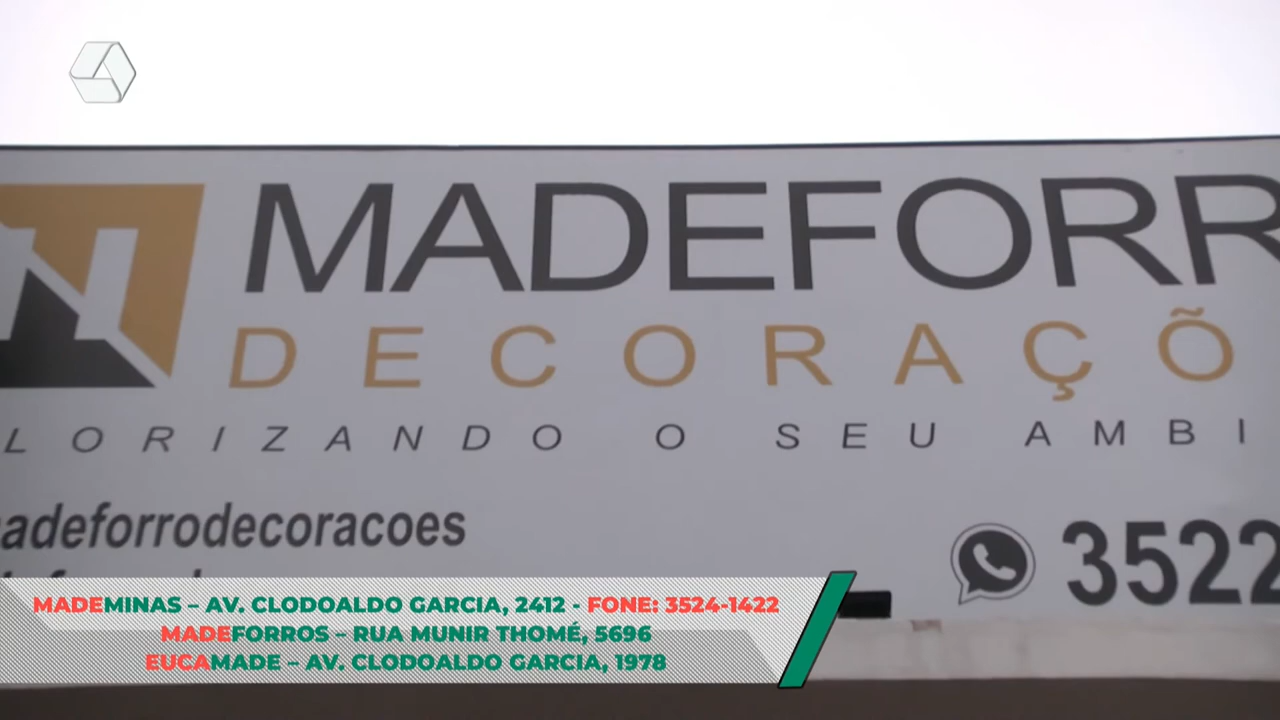 MADEFORR
DECORAÇÕ
LORIZANDO O SEU AMBI
adeforrodecoracoes
3522
MADEMINAS – AV. CLODOALDO GARCIA, 2412 - FONE: 3524-1422
MADEFORROS – RUA MUNIR THOMÉ, 5696
EUCAMADE – AV. CLODOALDO GARCIA, 1978